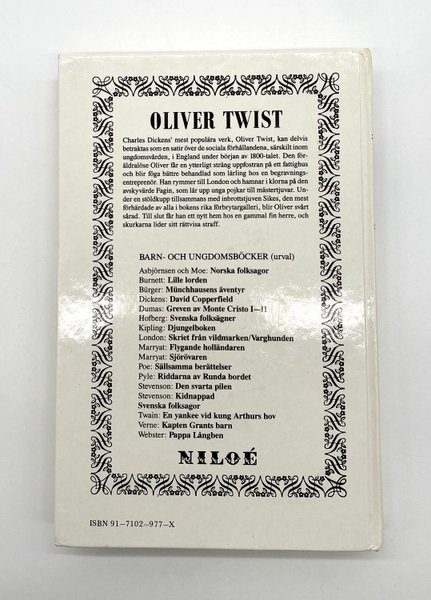 OLIVER TWIST
Charles Dickens' mest populära verk, Oliver Twist, kan delvis
betraktas som en satir över de sociala förhållandena, särskilt inom
ungdomsvården, i England under början av 1800-talet. Den för-
äldralöse Oliver får en ytterligt sträng uppfostran på ett fattighus
och blir föga bättre behandlad som lärling hos en begravnings-
entreprenör. Han rymmer till London och hamnar i klorna på den
avskyvärde Fagin, som lär upp unga pojkar till mästertjuvar. Un-
der en stöldkupp tillsammans med inbrottstjuven Sikes, den mest
förhärdade av alla i bokens rika förbrytargalleri, blir Oliver svårt
sårad. Till slut får han ett nytt hem hos en gammal fin herre, och
skurkarna lider sitt rättvisa straff.
BARN- OCH UNGDOMSBÖCKER (urval)
Asbjörnsen och Moe: Norska folksagor
Burnett: Lille lorden
Bürger: Münchhausens äventyr
Dickens: David Copperfield
Dumas: Greven av Monte Cristo I—II
Hofberg: Svenska folksägner
Kipling: Djungelboken
London: Skriet från vildmarken/Varghunden
Marryat: Flygande holländaren
Marryat: Sjörövaren
Poe: Sällsamma berättelser
Pyle: Riddarna av Runda bordet
Stevenson: Den svarta pilen
Stevenson: Kidnappad
Svenska folksagor
Twain: En yankee vid kung Arthurs hov
Verne: Kapten Grants barn
Webster: Pappa Långben
NILOÉ
ISBN 91—7102—977—X